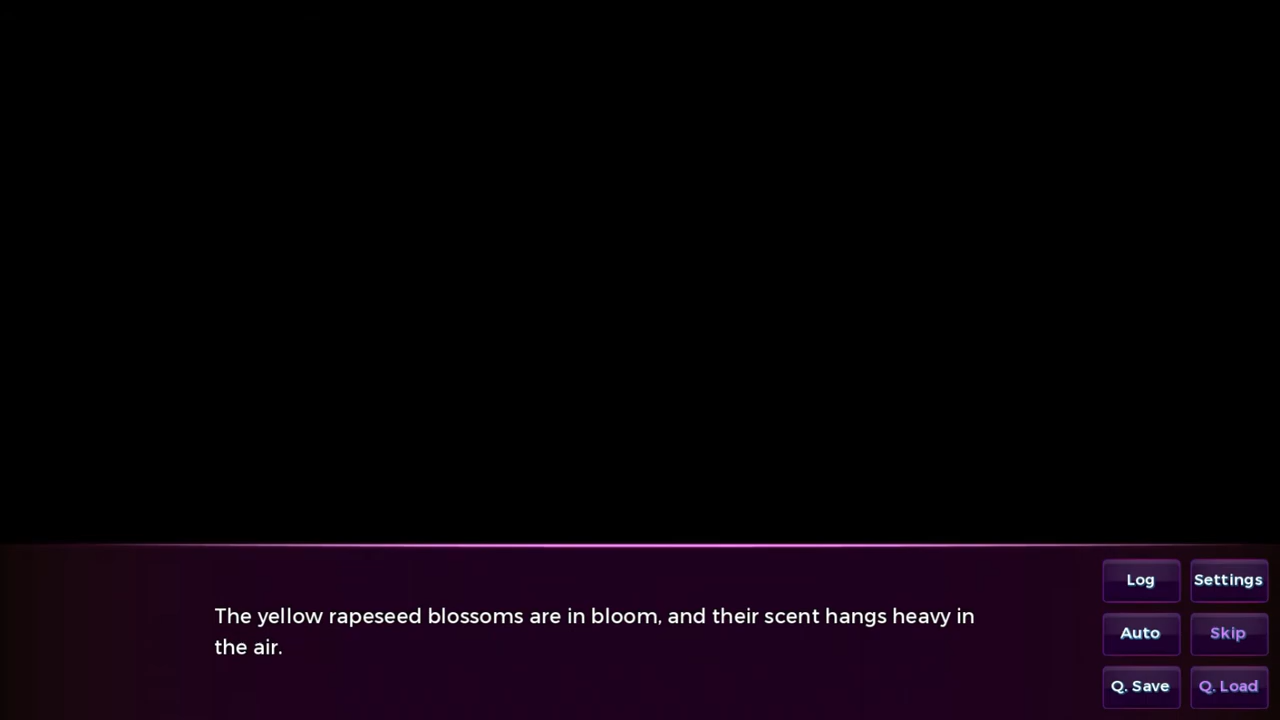 The yellow rapeseed blossoms are in bloom, and their scent hangs heavy in
the air.
Log
Settings
Auto
Skip
Q. Save
Q. Load